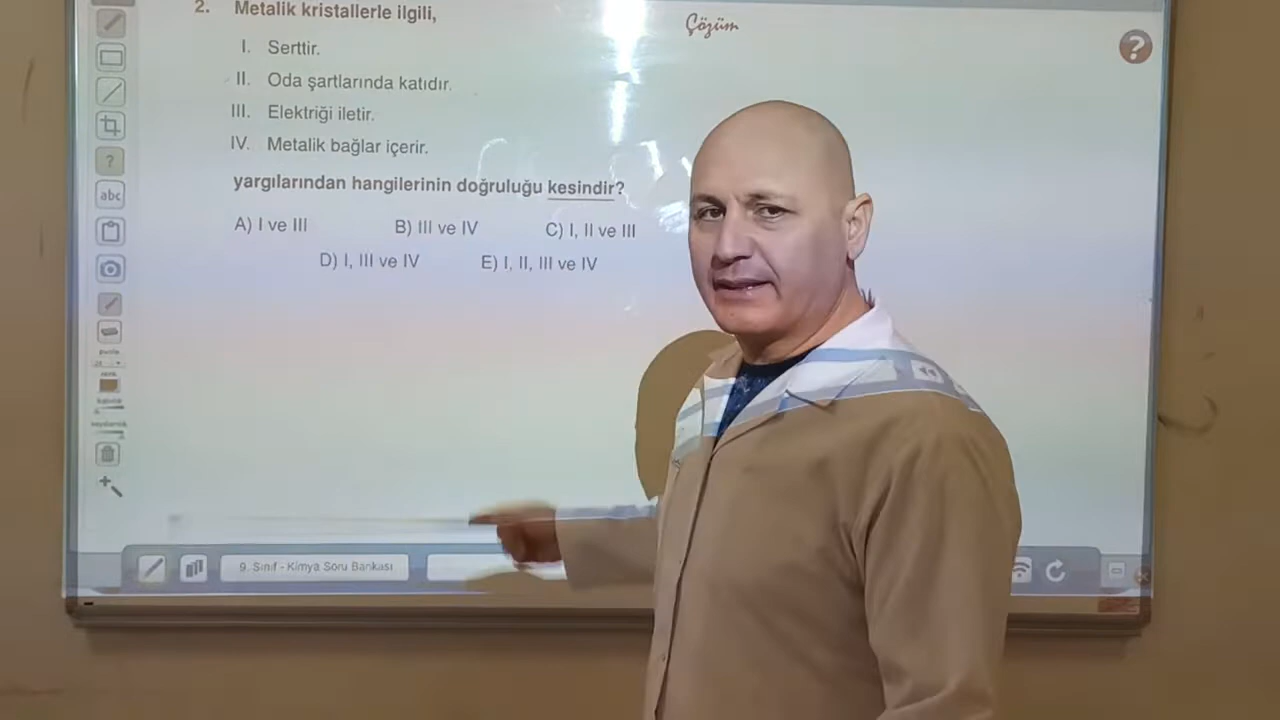 2. Metalik kristallerle ilgili,
Çözüm
?
I. Serttir.
II. Oda şartlarında katıdır.
III. Elektriği iletir.
IV. Metalik bağlar içerir.
?
abc
yargılarından hangilerinin doğruluğu kesindir?
A) I ve III B) III ve IV C) I, II ve III
D) I, III ve IV E) I, II, III ve IV
9. Sınıf - Kimya Soru Bankası